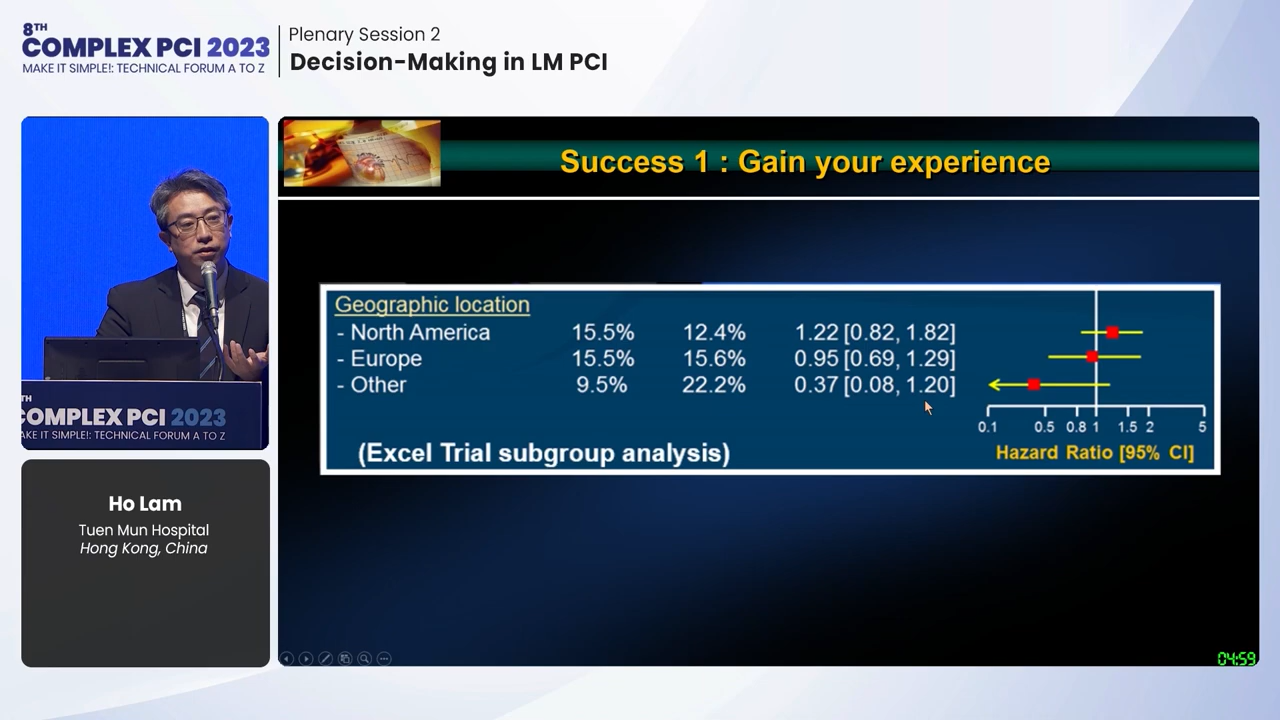 8TH
COMPLEX PCI 2023
MAKE IT SIMPLE!: TECHNICAL FORUM A TO Z
Plenary Session 2
Decision-Making in LM PCI
TH
COMPLEX PCI 2023
AKE IT SIMPLE!: TECHNICAL FORUM A TO Z
Ho Lam
Tuen Mun Hospital
Hong Kong, China
Success 1 : Gain your experience
Geographic location
- North America 15.5% 12.4% 1.22 [0.82, 1.82]
- Europe 15.5% 15.6% 0.95 [0.69, 1.29]
- Other 9.5% 22.2% 0.37 [0.08, 1.20]
0.1 0.5 0.8 1 1.5 2 5
(Excel Trial subgroup analysis)
Hazard Ratio [95% CI]
04:59